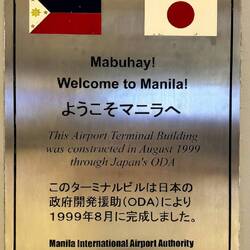 Mabuhay!
Welcome to Manila!
ようこそマニラへ
This Airport Terminal Building
was constructed in August 1999
through Japan's ODA
このターミナルビルは日本の
政府開発援助(ODA)により
1999年8月に完成しました。
Manila International Airport Authority